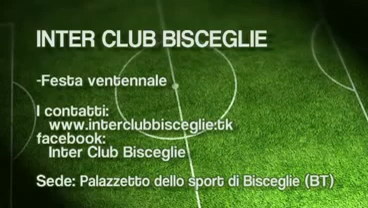 INTER CLUB BISCEGLIE
-Festa ventennale
I contatti:
www.interclubbisceglie.tk
facebook:
Inter Club Bisceglie
Sede: Palazzetto dello sport di Bisceglie (BT)